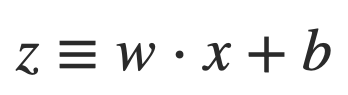 z ≡ w · x + b